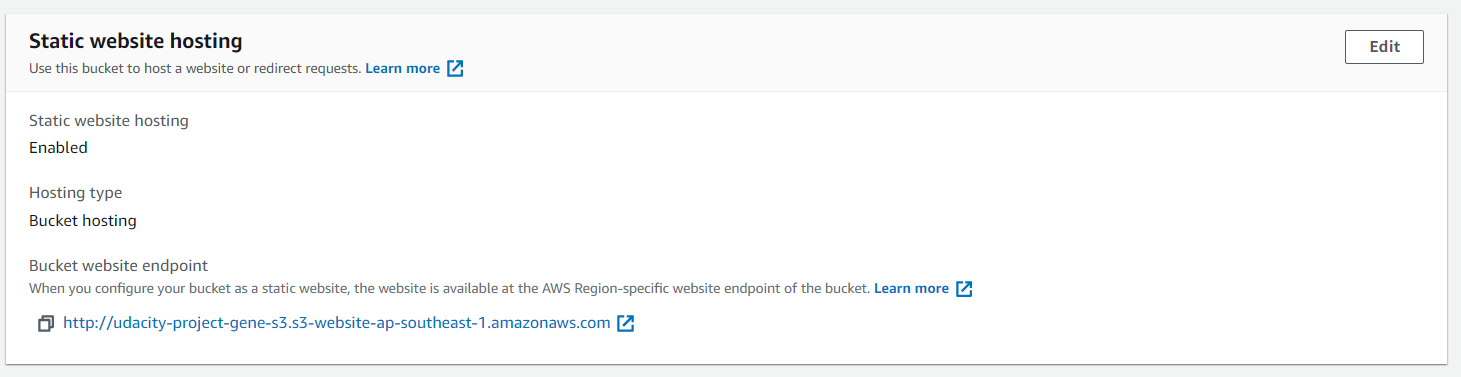 Static website hosting
Edit
Use this bucket to host a website or redirect requests. Learn more
Static website hosting
Enabled
Hosting type
Bucket hosting
Bucket website endpoint
When you configure your bucket as a static website, the website is available at the AWS Region-specific website endpoint of the bucket. Learn more
http://udacity-project-gene-s3.s3-website-ap-southeast-1.amazonaws.com